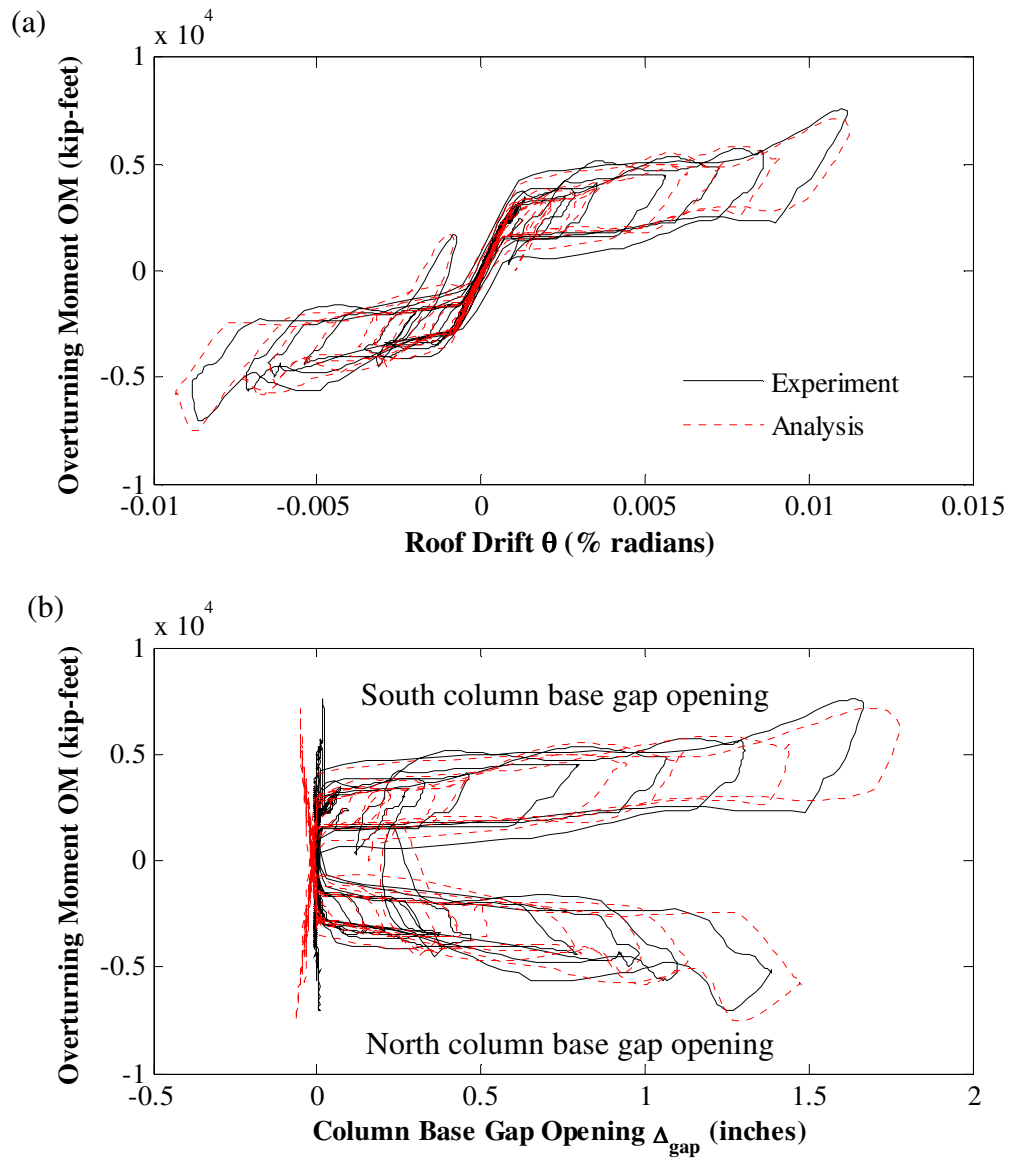 (a)
x 10^4
1
0.5
0
-0.5
-1
Overturning Moment OM (kip-feet)
Experiment
Analysis
-0.01 -0.005 0 0.005 0.01 0.015
Roof Drift θ (% radians)
(b)
x 10^4
1
0.5
0
-0.5
-1
Overturning Moment OM (kip-feet)
South column base gap opening
North column base gap opening
-0.5 0 0.5 1 1.5 2
Column Base Gap Opening Δ_gap (inches)